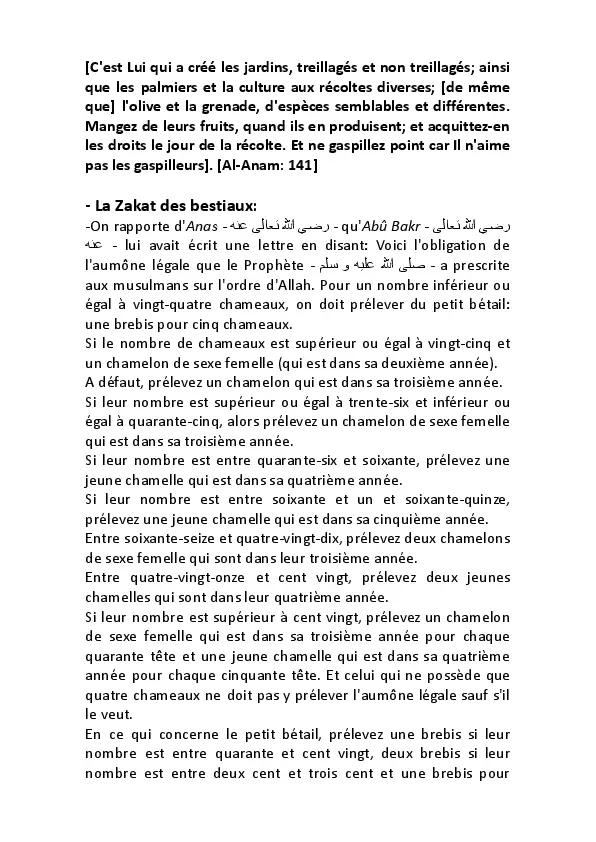 [C'est Lui qui a créé les jardins, treillagés et non treillagés; ainsi
que les palmiers et la culture aux récoltes diverses; [de même
que] l'olive et la grenade, d'espèces semblables et différentes.
Mangez de leurs fruits, quand ils en produisent; et acquittez-en
les droits le jour de la récolte. Et ne gaspillez point car Il n'aime
pas les gaspilleurs]. [Al-Anam: 141]
- La Zakat des bestiaux:
-On rapporte d'Anas - رضي الله تعالى عنه - qu'Abû Bakr - رضي الله تعالى
عنه - lui avait écrit une lettre en disant: Voici l'obligation de
l'aumône légale que le Prophète - صلى الله عليه و سلم - a prescrite
aux musulmans sur l'ordre d'Allah. Pour un nombre inférieur ou
égal à vingt-quatre chameaux, on doit prélever du petit bétail:
une brebis pour cinq chameaux.
Si le nombre de chameaux est supérieur ou égal à vingt-cinq et
un chamelon de sexe femelle (qui est dans sa deuxième année).
A défaut, prélevez un chamelon qui est dans sa troisième année.
Si leur nombre est supérieur ou égal à trente-six et inférieur ou
égal à quarante-cinq, alors prélevez un chamelon de sexe femelle
qui est dans sa troisième année.
Si leur nombre est entre quarante-six et soixante, prélevez une
jeune chamelle qui est dans sa quatrième année.
Si leur nombre est entre soixante et un et soixante-quinze,
prélevez une jeune chamelle qui est dans sa cinquième année.
Entre soixante-seize et quatre-vingt-dix, prélevez deux chamelons
de sexe femelle qui sont dans leur troisième année.
Entre quatre-vingt-onze et cent vingt, prélevez deux jeunes
chamelles qui sont dans leur quatrième année.
Si leur nombre est supérieur à cent vingt, prélevez un chamelon
de sexe femelle qui est dans sa troisième année pour chaque
quarante tête et une jeune chamelle qui est dans sa quatrième
année pour chaque cinquante tête. Et celui qui ne possède que
quatre chameaux ne doit pas y prélever l'aumône légale sauf s'il
le veut.
En ce qui concerne le petit bétail, prélevez une brebis si leur
nombre est entre quarante et cent vingt, deux brebis si leur
nombre est entre deux cent et trois cent et une brebis pour